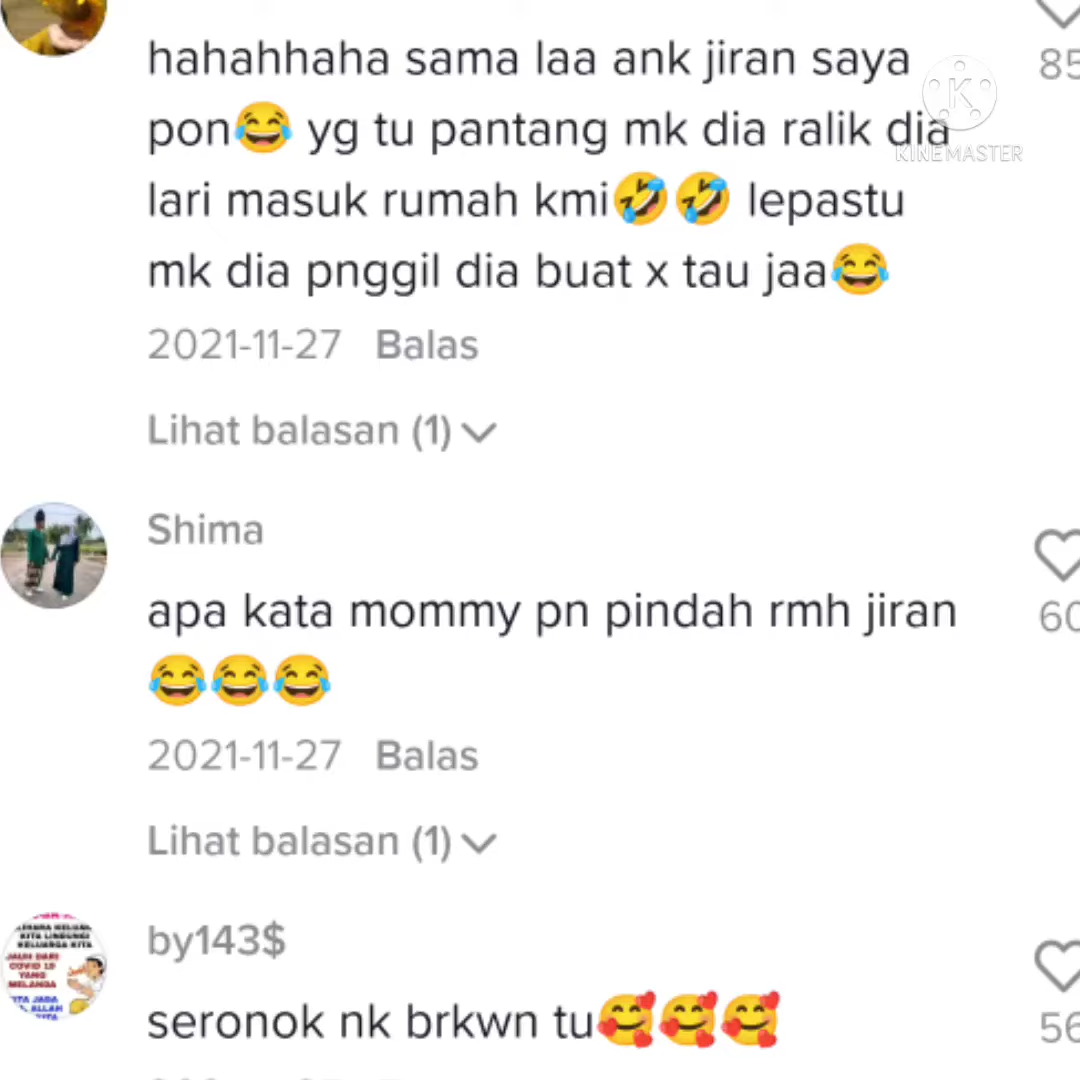 hahahhaha sama laa ank jiran saya
pon😂 yg tu pantang mk dia ralik dia
lari masuk rumah kmi🤣🤣 lepastu
mk dia pnggil dia buat x tau jaa😂
2021-11-27 Balas
Lihat balasan (1)
Shima
apa kata mommy pn pindah rmh jiran
😂😂😂
2021-11-27 Balas
Lihat balasan (1)
by143$
seronok nk brkwn tu🥰🥰🥰
K
KINEMASTER